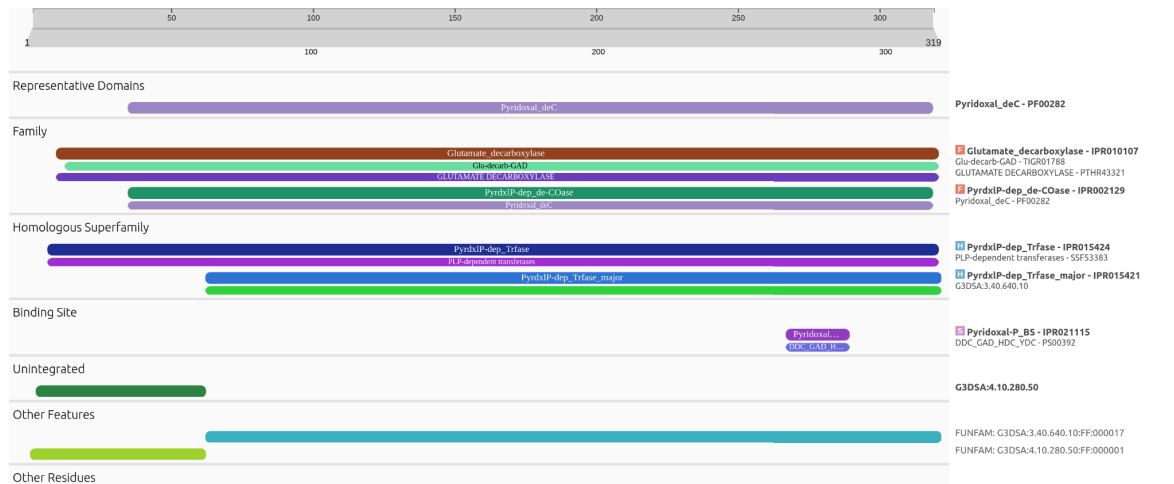 50 100 150 200 250 300
1 319
100 200 300
Representative Domains
Pyridoxal_deC Pyridoxal_deC - PF00282
Family
Glutamate_decarboxylase F Glutamate_decarboxylase - IPR010107
Glu-decarb-GAD Glu-decarb-GAD - TIGR01788
GLUTAMATE DECARBOXYLASE GLUTAMATE DECARBOXYLASE - PTHR43321
PyrdxlP-dep_de-COase F PyrdxlP-dep_de-COase - IPR002129
Pyridoxal_deC Pyridoxal_deC - PF00282
Homologous Superfamily
PyrdxlP-dep_Trfase H PyrdxlP-dep_Trfase - IPR015424
PLP-dependent transferases PLP-dependent transferases - SSF53383
PyrdxlP-dep_Trfase_major H PyrdxlP-dep_Trfase_major - IPR015421
G3DSA:3.40.640.10
Binding Site
Pyridoxal... S Pyridoxal-P_BS - IPR021115
DDC_GAD_H... DDC_GAD_HDC_YDC - PS00392
Unintegrated
G3DSA:4.10.280.50
Other Features
FUNFAM: G3DSA:3.40.640.10:FF:000017
FUNFAM: G3DSA:4.10.280.50:FF:000001
Other Residues